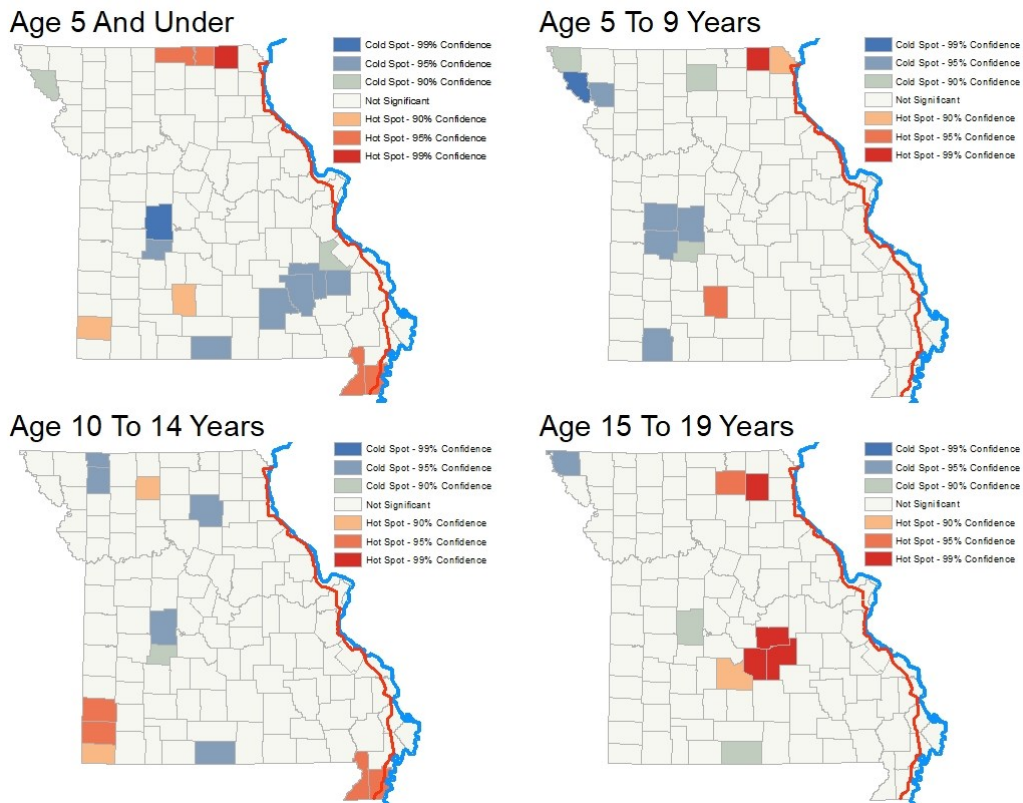 Age 5 And Under
Cold Spot - 99% Confidence
Cold Spot - 95% Confidence
Cold Spot - 90% Confidence
Not Significant
Hot Spot - 90% Confidence
Hot Spot - 95% Confidence
Hot Spot - 99% Confidence
Age 5 To 9 Years
Cold Spot - 99% Confidence
Cold Spot - 95% Confidence
Cold Spot - 90% Confidence
Not Significant
Hot Spot - 90% Confidence
Hot Spot - 95% Confidence
Hot Spot - 99% Confidence
Age 10 To 14 Years
Cold Spot - 99% Confidence
Cold Spot - 95% Confidence
Cold Spot - 90% Confidence
Not Significant
Hot Spot - 90% Confidence
Hot Spot - 95% Confidence
Hot Spot - 99% Confidence
Age 15 To 19 Years
Cold Spot - 99% Confidence
Cold Spot - 95% Confidence
Cold Spot - 90% Confidence
Not Significant
Hot Spot - 90% Confidence
Hot Spot - 95% Confidence
Hot Spot - 99% Confidence